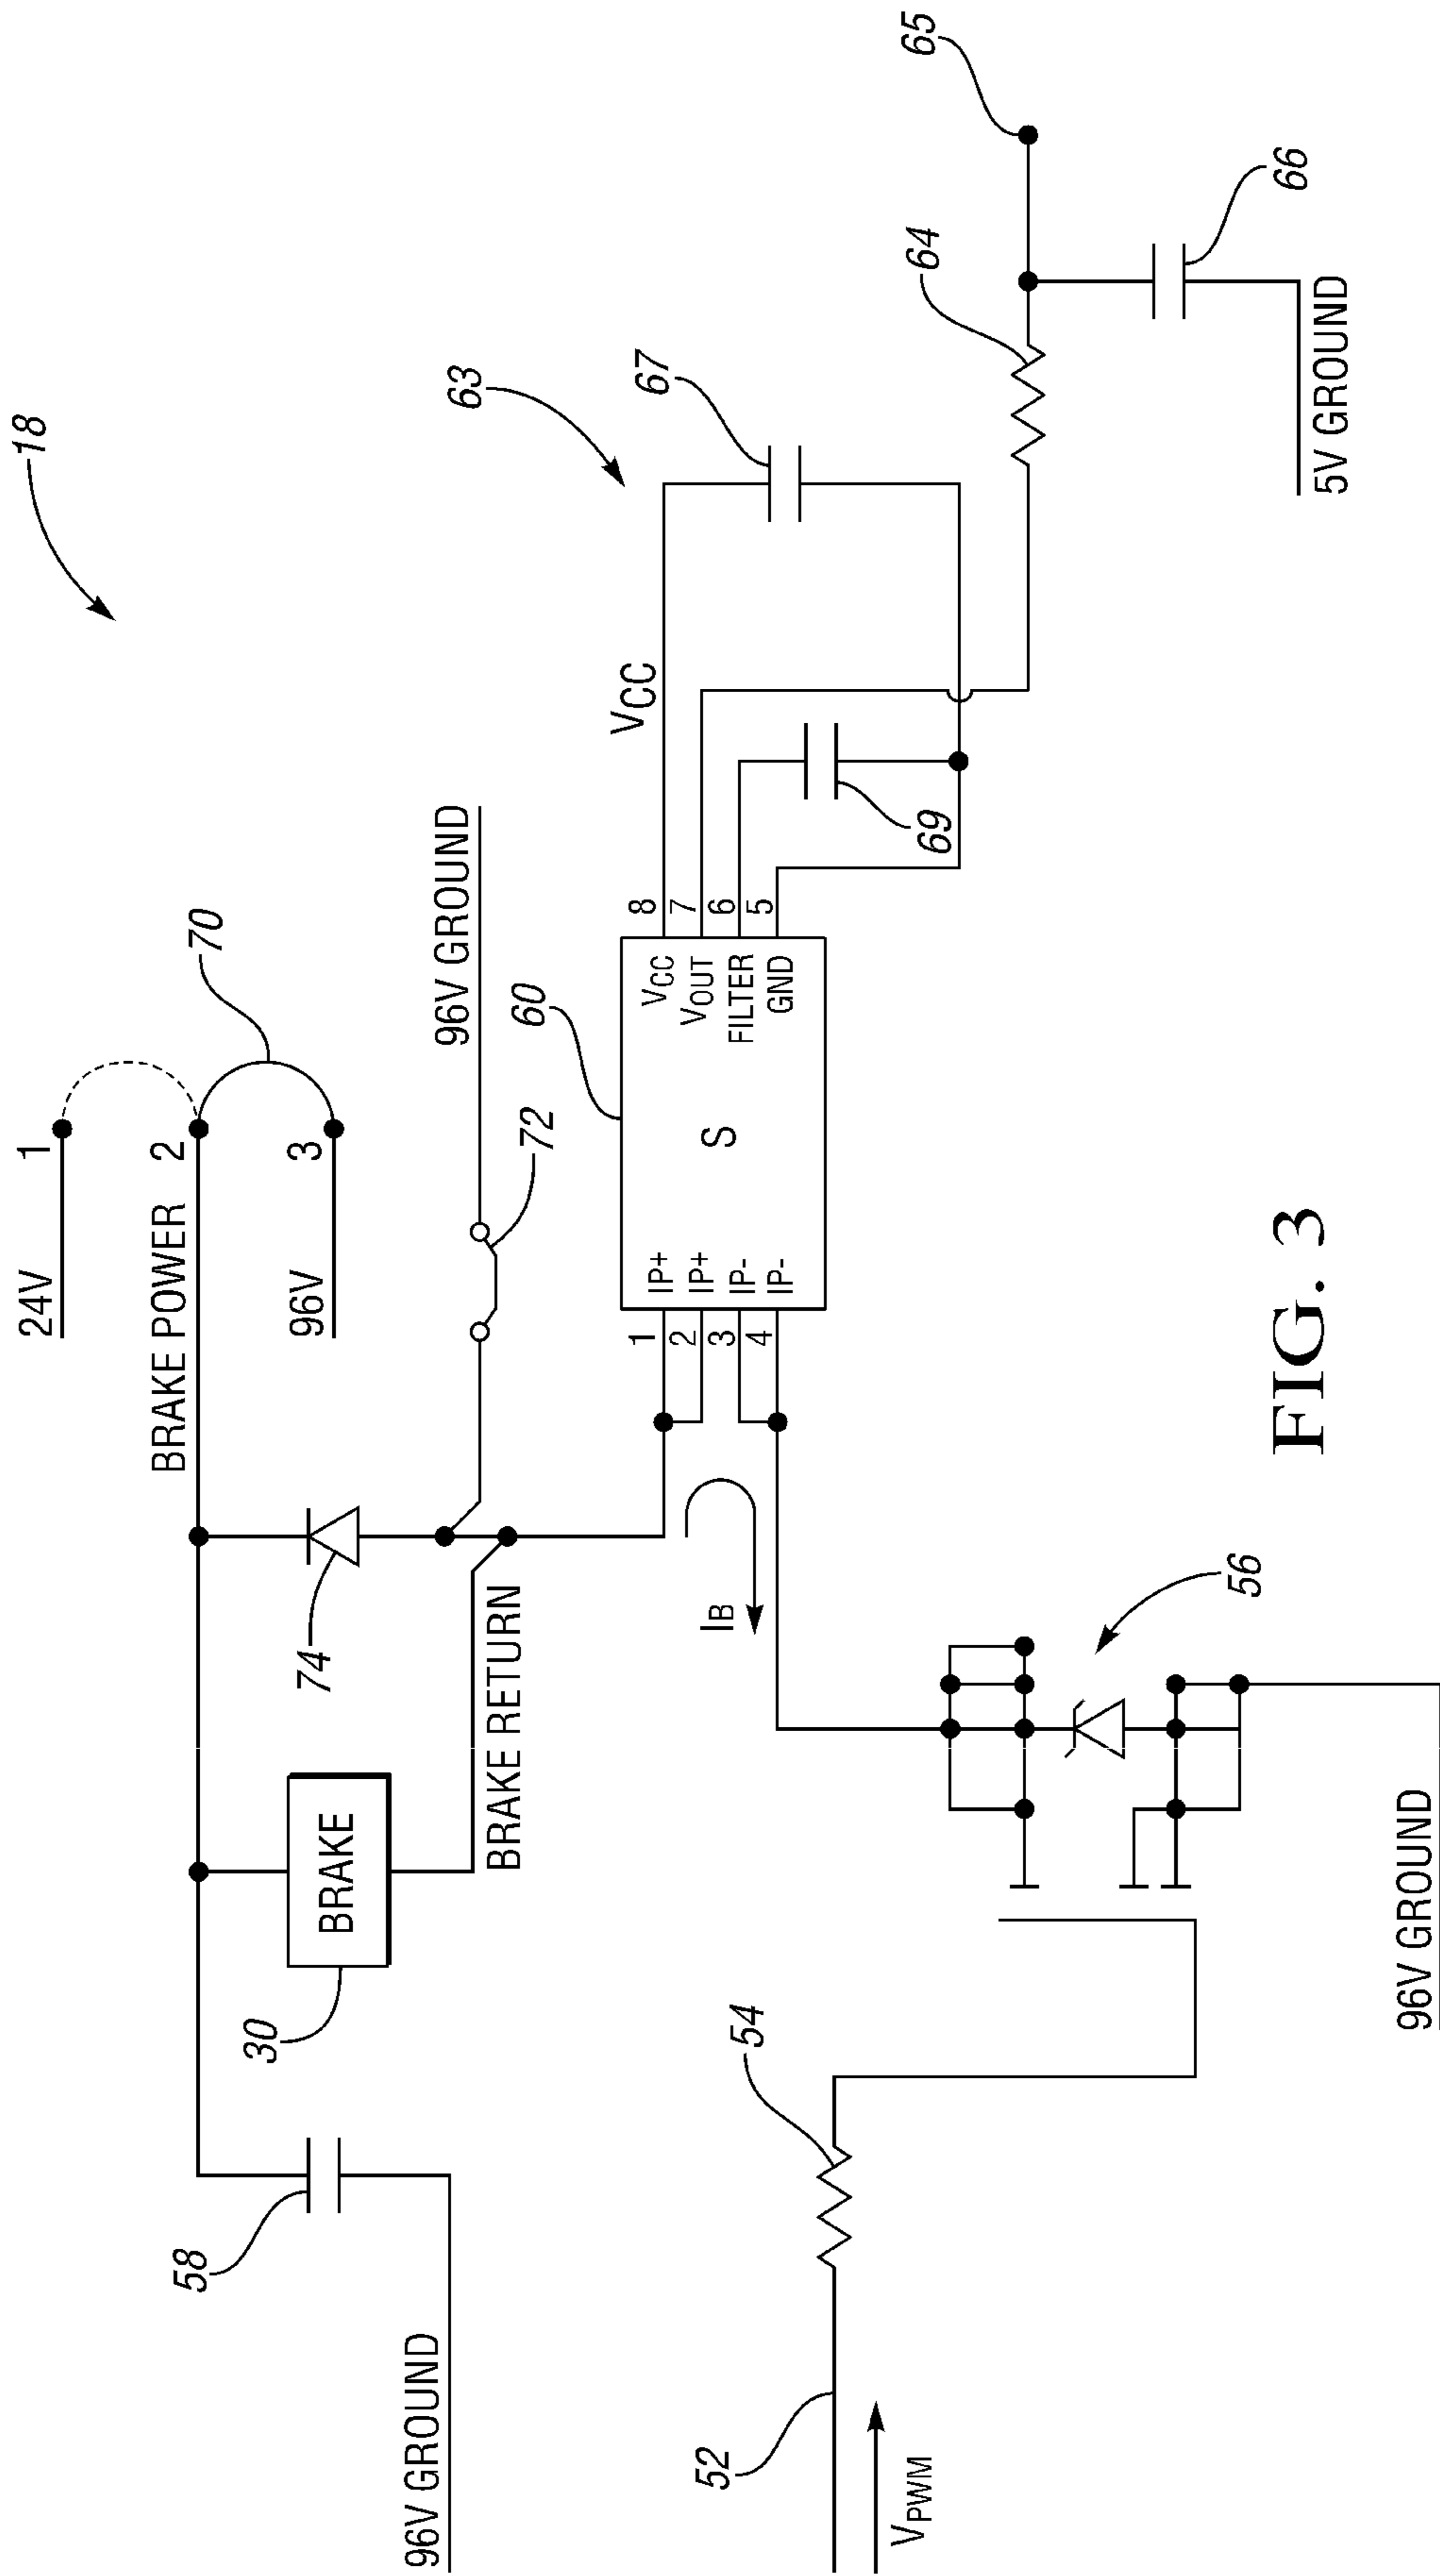 18
24V
1
BRAKE POWER
2
70
96V
3
58
96V GROUND
30
BRAKE
74
BRAKE RETURN
72
96V GROUND
60
63
VCC
67
IB
1
2
3
4
IP+
IP+
IP-
IP-
S
VCC
VOUT
FILTER
GND
8
7
6
5
69
65
64
66
5V GROUND
52
VPWM
54
56
96V GROUND
FIG. 3